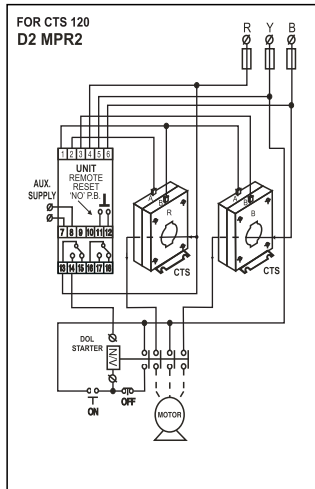 FOR CTS 120
D2 MPR2
R Y B
1 2 3 4 5 6
UNIT
REMOTE
RESET
'NO' P.B.
AUX.
SUPPLY
7 8 9 10 11 12
13 14 15 16 17 18
A
B
R
CTS
A
B
B
CTS
DOL
STARTER
NV
ON
OFF
MOTOR